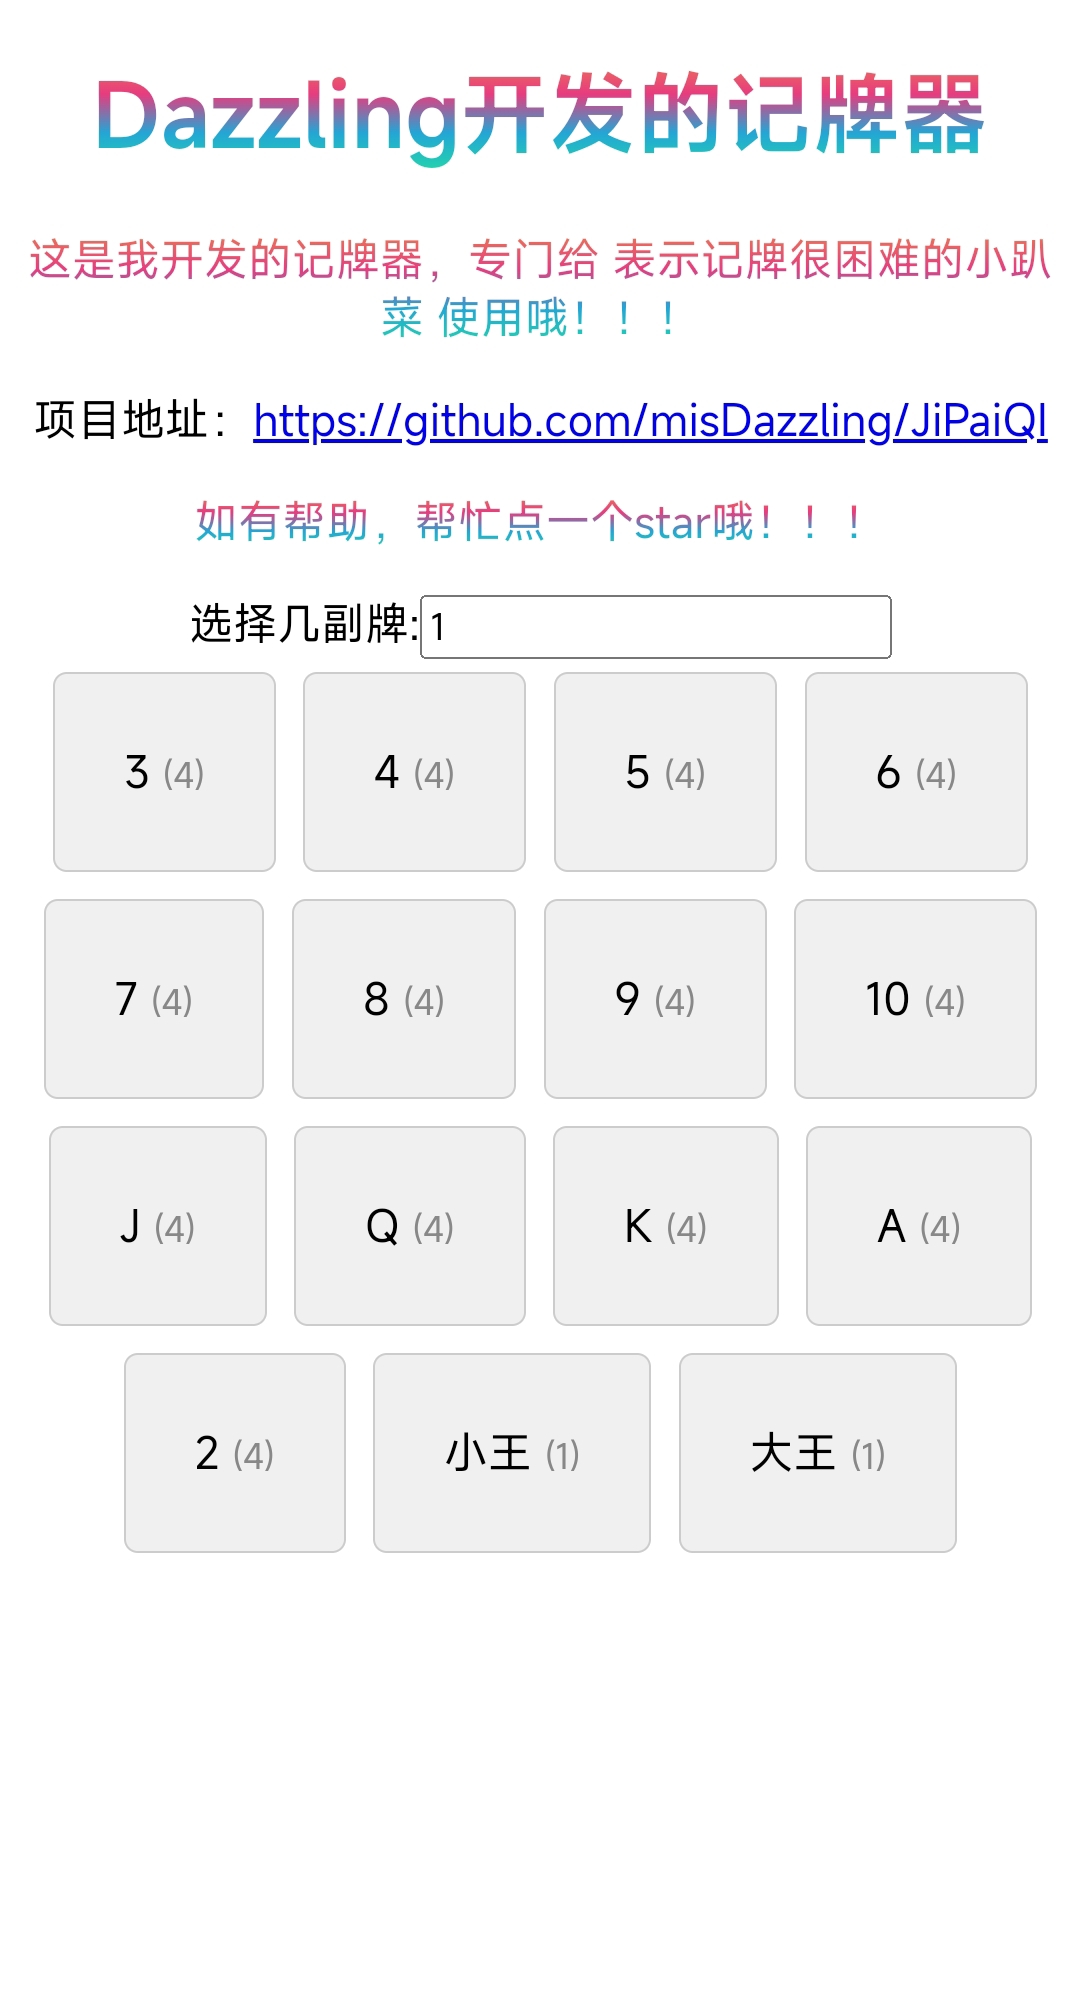 Dazzling开发的记牌器
这是我开发的记牌器，专门给 表示记牌很困难的小趴
菜 使用哦！！！
项目地址：https://github.com/misDazzling/JiPaiQI
如有帮助，帮忙点一个star哦！！！
选择几副牌:1
3 (4) 4 (4) 5 (4) 6 (4)
7 (4) 8 (4) 9 (4) 10 (4)
J (4) Q (4) K (4) A (4)
2 (4) 小王 (1) 大王 (1)